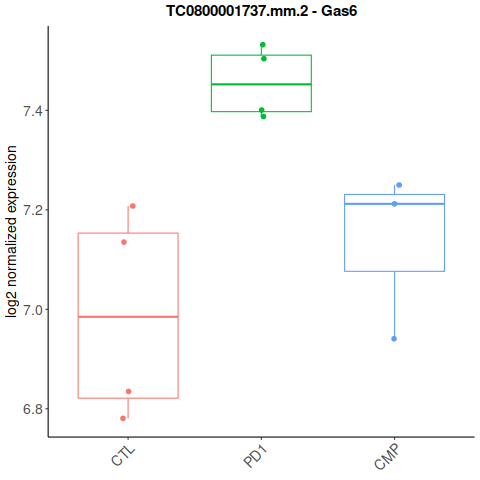 TC0800001737.mm.2 - Gas6
log2 normalized expression
7.4
7.2
7.0
6.8
CTL
PD1
CMP